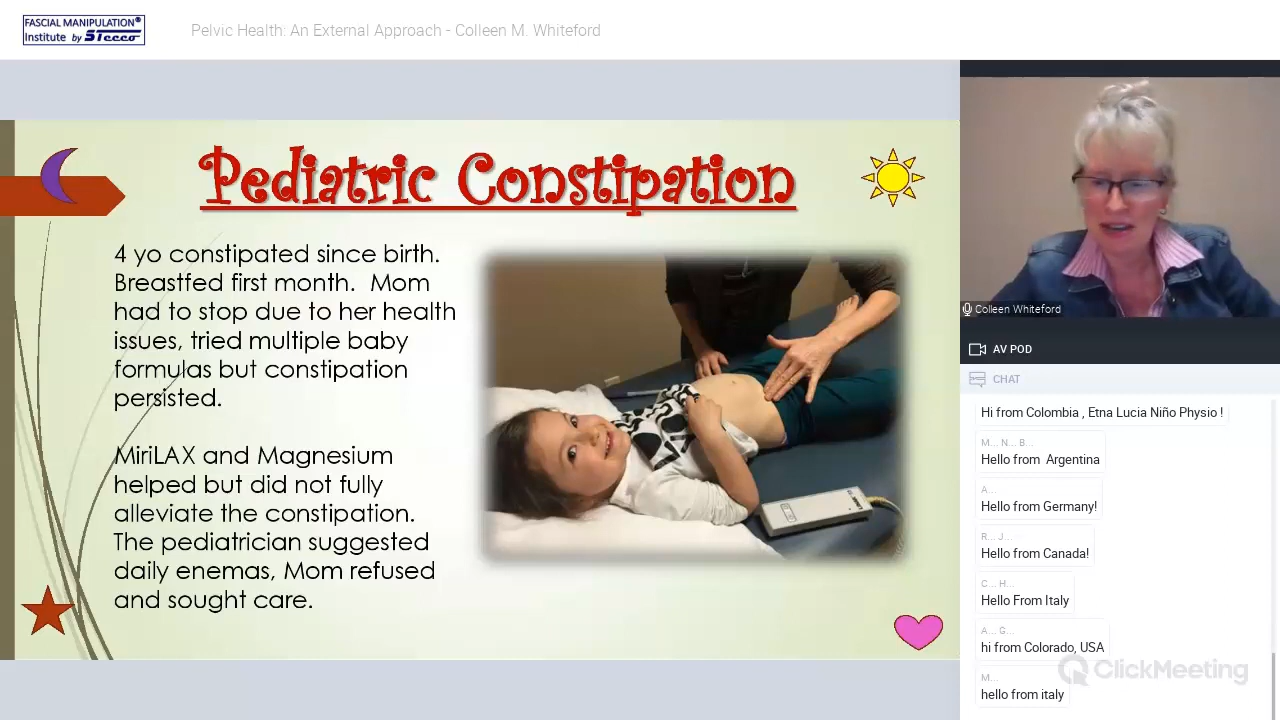 FASCIAL MANIPULATION®
Institute by Stecco
Pelvic Health: An External Approach - Colleen M. Whiteford
Pediatric Constipation
4 yo constipated since birth.
Breastfed first month.  Mom
had to stop due to her health
issues, tried multiple baby
formulas but constipation
persisted.
MiriLAX and Magnesium
helped but did not fully
alleviate the constipation.
The pediatrician suggested
daily enemas, Mom refused
and sought care.
Colleen Whiteford
AV POD
CHAT
Hi from Colombia , Etna Lucia Niño Physio !
M... N... B...
Hello from  Argentina
A...
Hello from Germany!
R... J...
Hello from Canada!
C... H...
Hello From Italy
A... G...
hi from Colorado, USA
M...
hello from italy
ClickMeeting